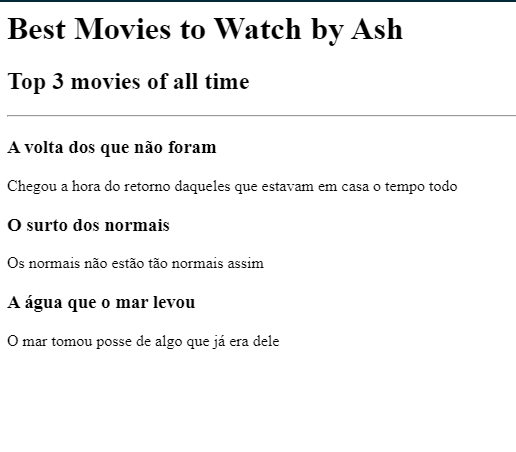 Best Movies to Watch by Ash
Top 3 movies of all time
A volta dos que não foram
Chegou a hora do retorno daqueles que estavam em casa o tempo todo
O surto dos normais
Os normais não estão tão normais assim
A água que o mar levou
O mar tomou posse de algo que já era dele